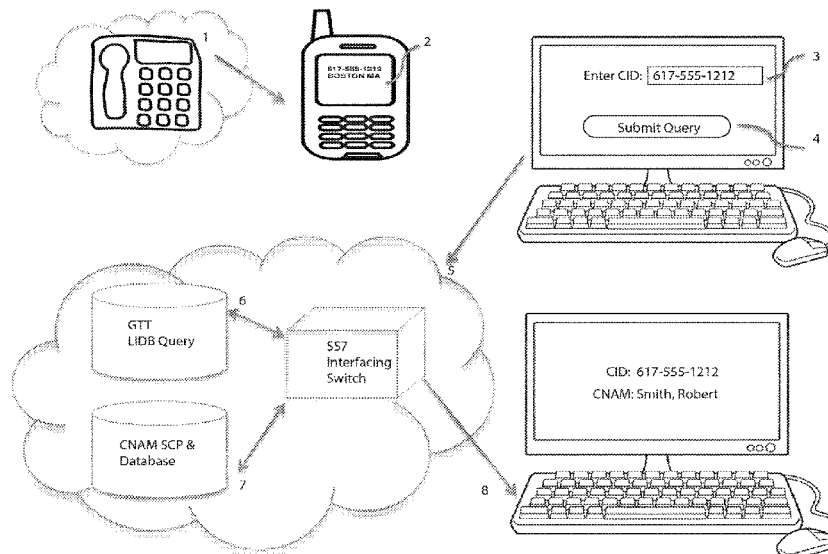 1
2
617-555-1212
BOSTON MA
Enter CID: 617-555-1212
3
Submit Query
4
5
6
GTT
LIDB Query
SS7
Interfacing
Switch
CNAM SCP &
Database
7
8
CID: 617-555-1212
CNAM: Smith, Robert